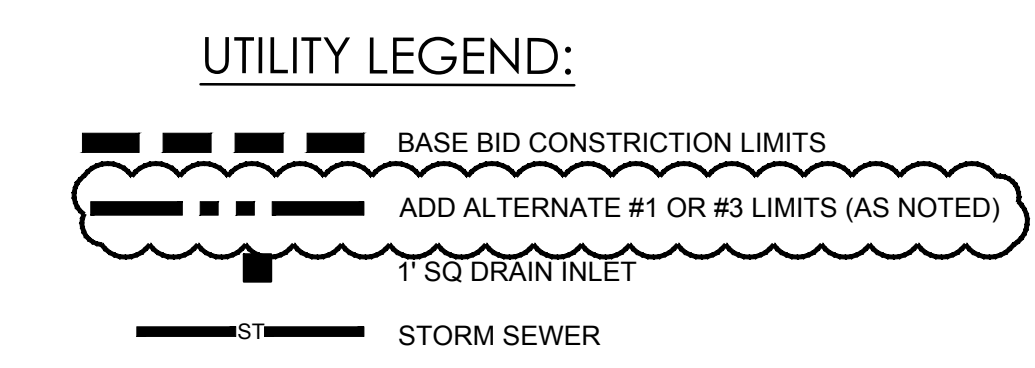 UTILITY LEGEND:
BASE BID CONSTRICTION LIMITS
ADD ALTERNATE #1 OR #3 LIMITS (AS NOTED)
1' SQ DRAIN INLET
ST STORM SEWER